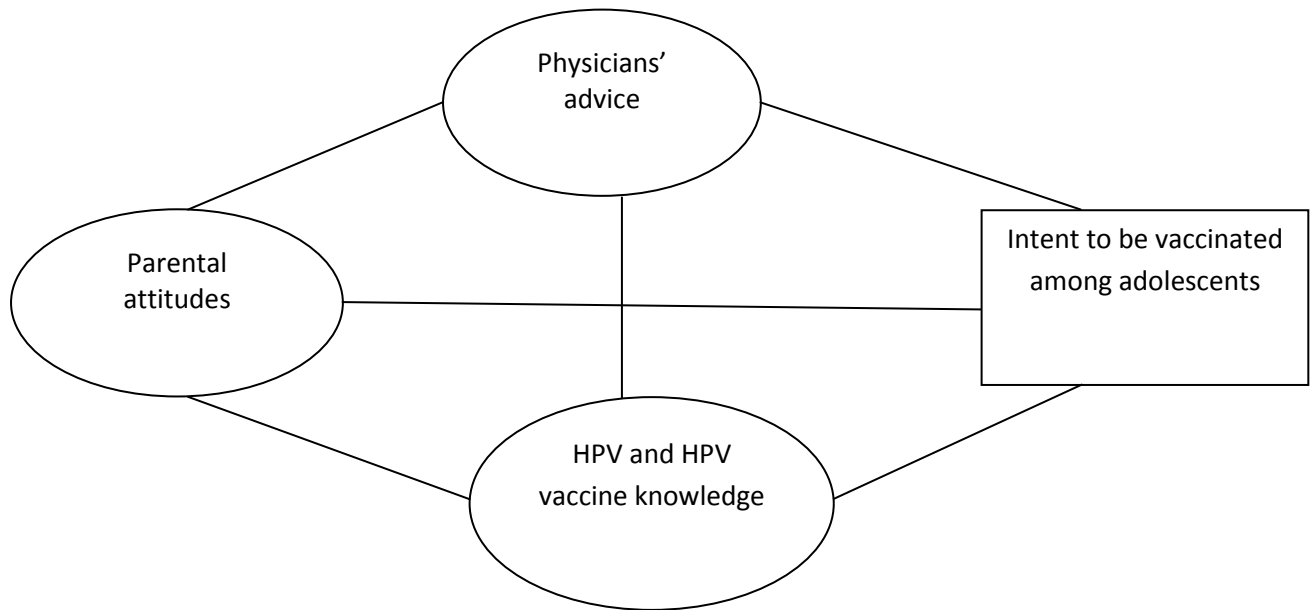 Physicians’
advice
Parental
attitudes
Intent to be vaccinated
among adolescents
HPV and HPV
vaccine knowledge